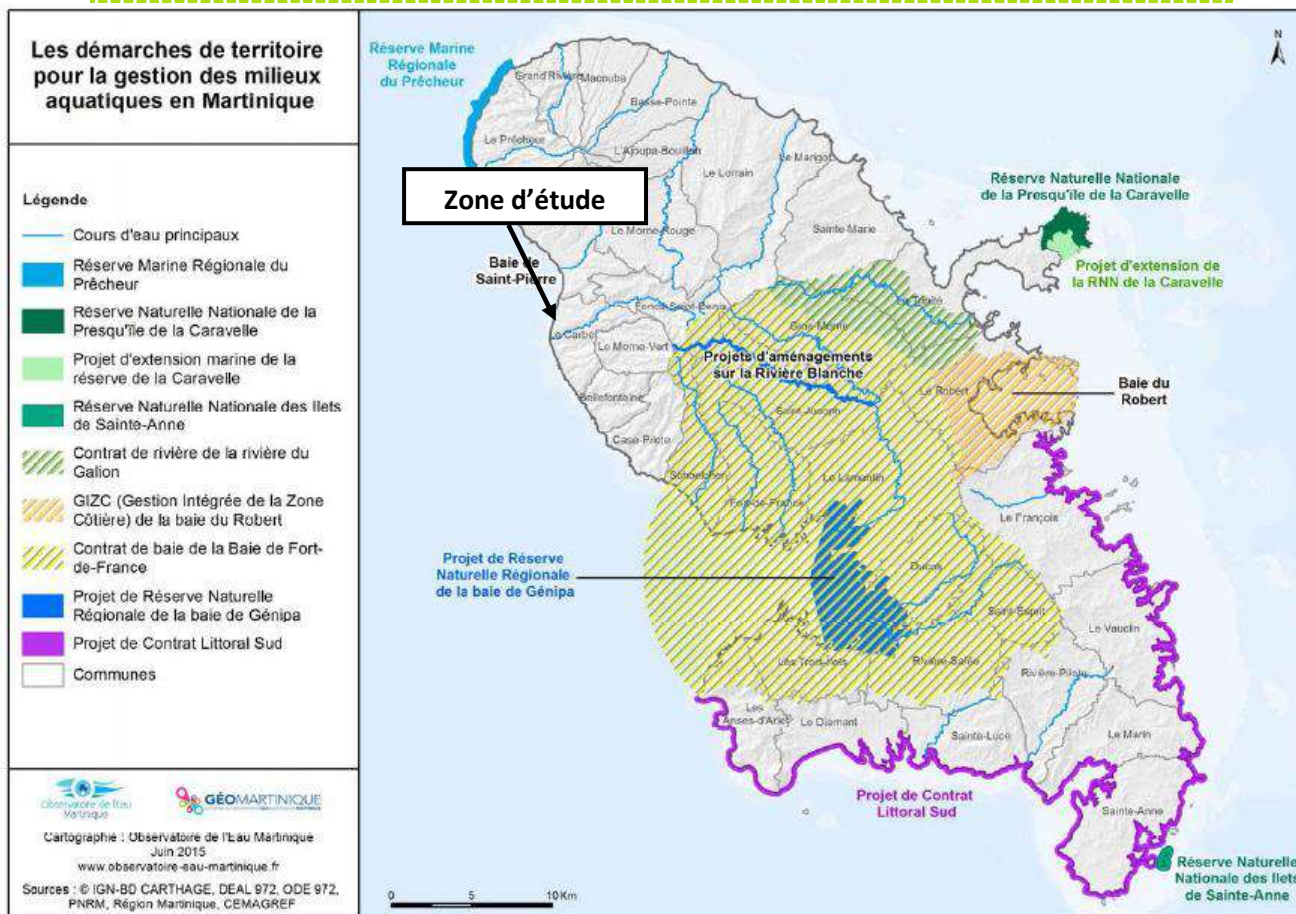 Les démarches de territoire
pour la gestion des milieux
aquatiques en Martinique
Légende
Cours d'eau principaux
Réserve Marine Régionale du
Prêcheur
Réserve Naturelle Nationale de la
Presqu'île de la Caravelle
Projet d'extension marine de la
réserve de la Caravelle
Réserve Naturelle Nationale des Ilets
de Sainte-Anne
Contrat de rivière de la rivière du
Galion
GIZC (Gestion Intégrée de la Zone
Côtière) de la baie du Robert
Contrat de baie de la Baie de Fort-
de-France
Projet de Réserve Naturelle
Régionale de la baie de Génipa
Projet de Contrat Littoral Sud
Communes
Observatoire de l'Eau
Martinique
GÉOMARTINIQUE
Cartographie : Observatoire de l'Eau Martinique
Juin 2015
www.observatoire-eau-martinique.fr
Sources : © IGN-BD CARTHAGE, DEAL 972, ODE 972,
PNRM, Région Martinique, CEMAGREF
Réserve Marine
Régionale
du Prêcheur
N
Grand'Rivière
Macouba
Basse-Pointe
Le Prêcheur
L'Ajoupa-Bouillon
Le Lorrain
Le Marigot
Zone d'étude
Le Morne-Rouge
Sainte-Marie
Réserve Naturelle Nationale
de la Presqu'île de la Caravelle
Projet d'extension de
la RNN de la Caravelle
Baie de
Saint-Pierre
Fonds-Saint-Denis
La Trinité
Le Carbet
Gros-Morne
Le Morne-Vert
Projets d'aménagements
sur la Rivière Blanche
Le Robert
Baie du
Robert
Bellefontaine
Saint-Joseph
Case-Pilote
Schoelcher
Fort-de-France
Le Lamentin
Le François
Projet de Réserve
Naturelle Régionale
de la baie de Génipa
Ducos
Saint-Esprit
Le Vauclin
Les Trois-Ilets
Rivière-Salée
Rivière-Pilote
Les
Anses-d'Arlet
Le Diamant
Sainte-Luce
Le Marin
Projet de Contrat
Littoral Sud
Sainte-Anne
Réserve Naturelle
Nationale des Ilets
de Sainte-Anne
0 5 10 Km